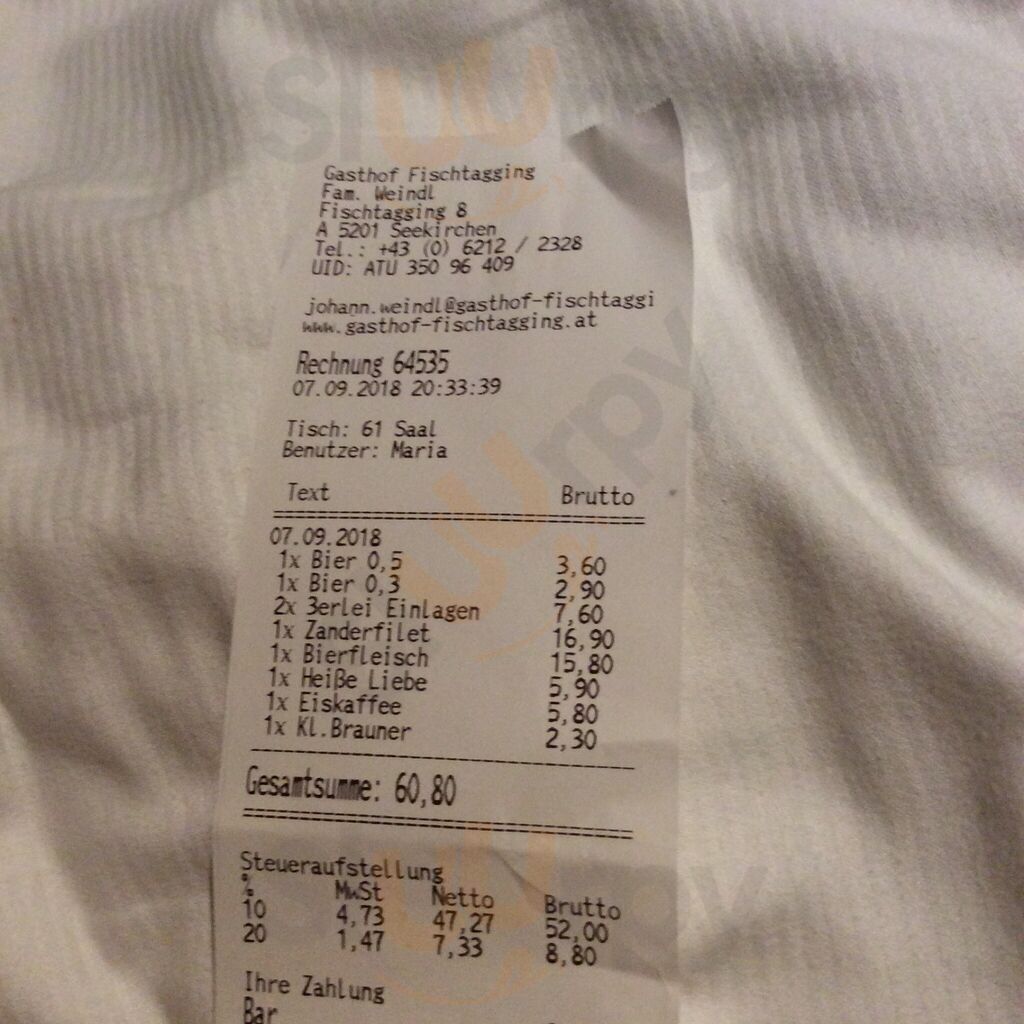 Gasthof Fischtagging
Fam. Weindl
Fischtagging 8
A 5201 Seekirchen
Tel.: +43 (0) 6212 / 2328
UID: ATU 350 96 409
johann.weindl@gasthof-fischtaggi
www.gasthof-fischtagging.at
Rechnung 64535
07.09.2018 20:33:39
Tisch: 61 Saal
Benutzer: Maria
Text Brutto
07.09.2018
1x Bier 0,5 3,60
1x Bier 0,3 2,90
2x 3erlei Einlagen 7,60
1x Zanderfilet 16,90
1x Bierfleisch 15,80
1x Heiße Liebe 5,90
1x Eiskaffee 5,80
1x Kl.Brauner 2,30
Gesamtsumme: 60,80
Steueraufstellung
% MwSt Netto Brutto
10 4,73 47,27 52,00
20 1,47 7,33 8,80
Ihre Zahlung
Bar